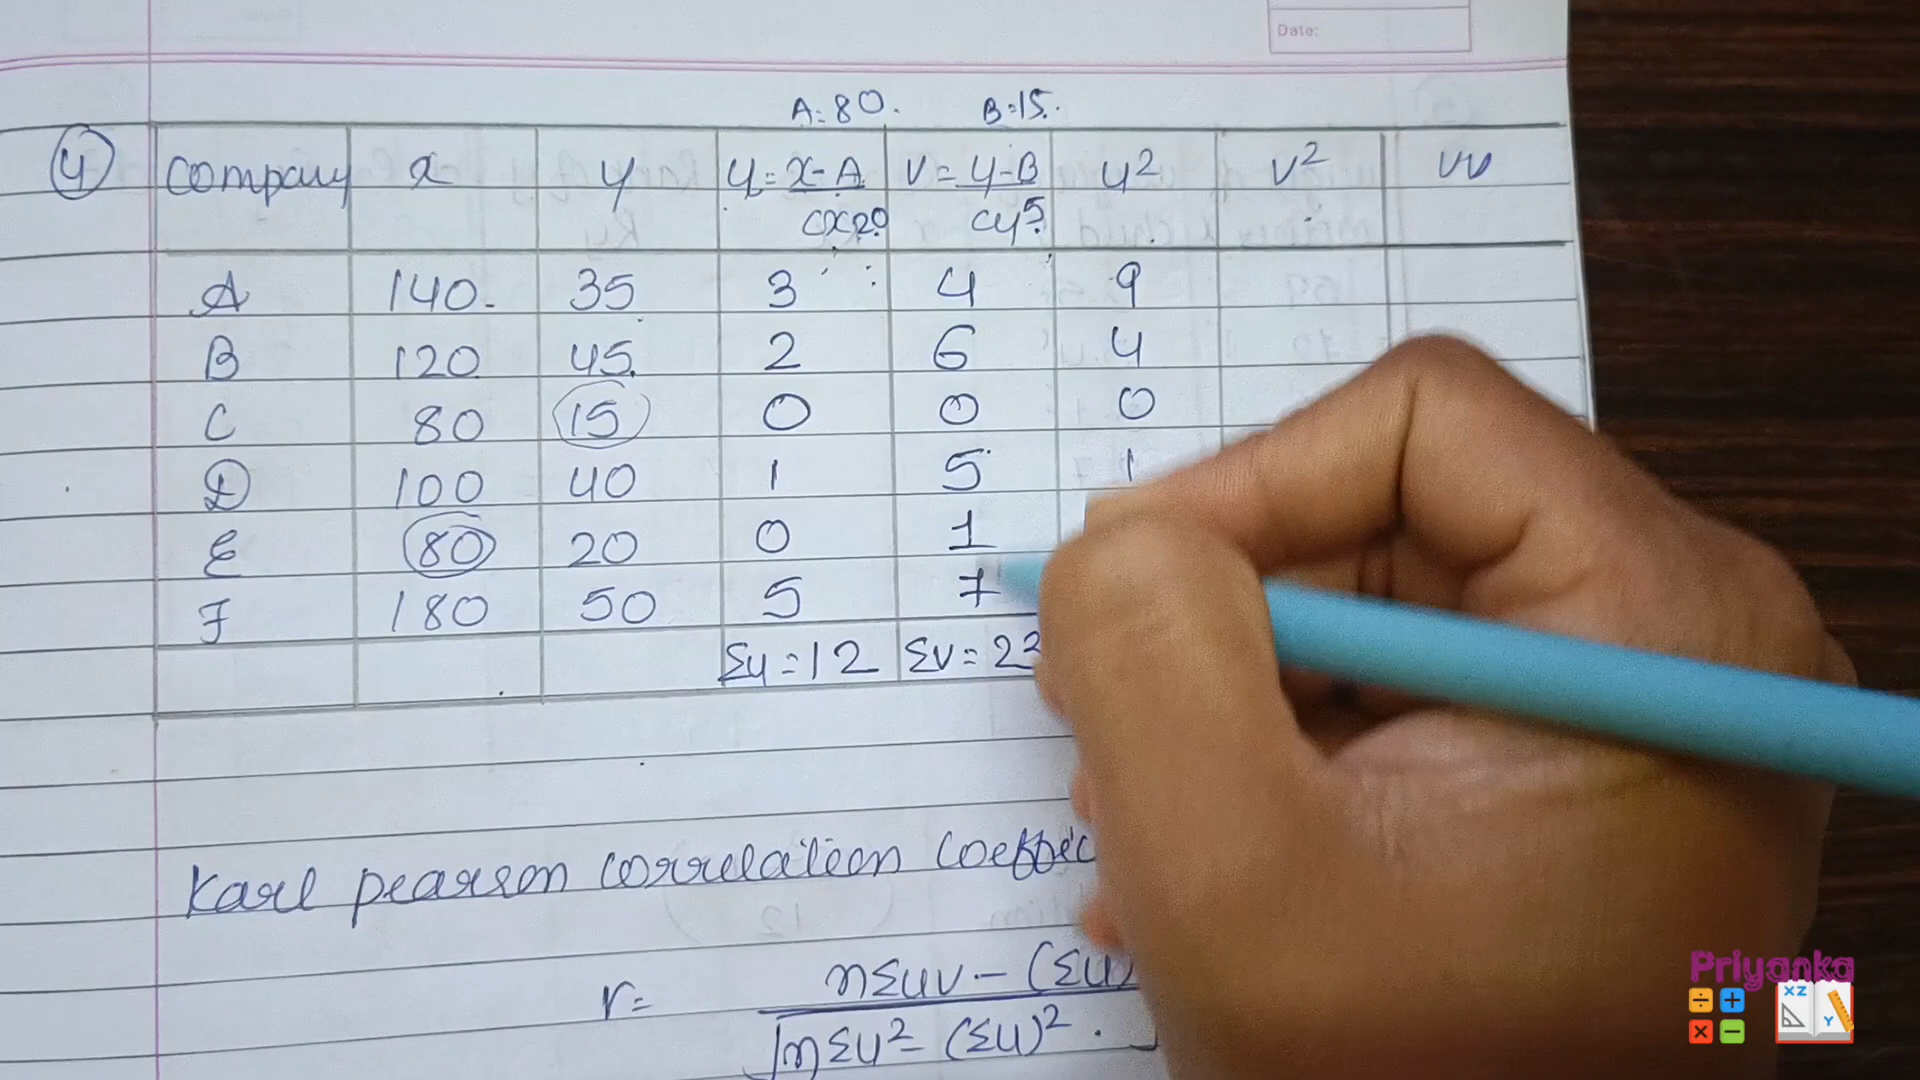 Date:
A=80. B=15.
4 Company x y u=x-A/cx20 v=y-B/cy5 u² v² uv
A 140 35 3 4 9
B 120 45 2 6 4
C 80 15 0 0 0
D 100 40 1 5 1
E 80 20 0 1
F 180 50 5 7
Σu=12 Σv=23
Karl pearson correlation
r= nΣuv-(Σu)
√nΣu²-(Σu)²
Priyanka
XZ
Y